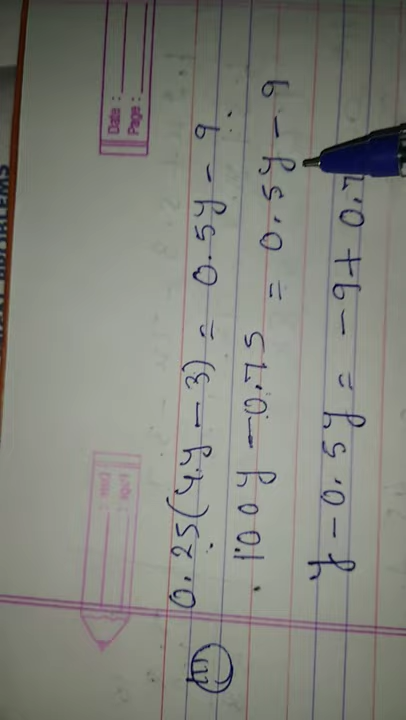 Date :
Page :
(iii) 0.25(4y - 3) = 0.5y - 9
1.00y - 0.75 = 0.5y - 9
y - 0.5y = -9 + 0.7